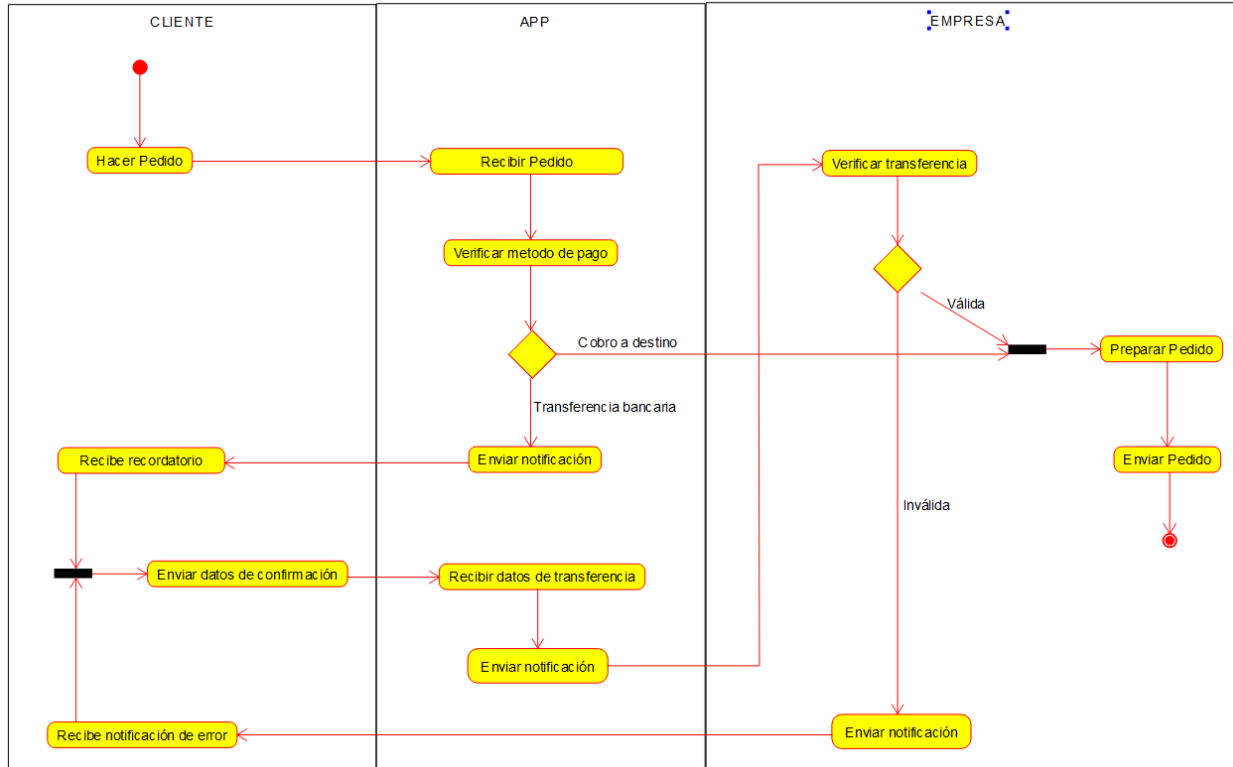 CLIENTE
APP
EMPRESA
Hacer Pedido
Recibir Pedido
Verificar transferencia
Verificar metodo de pago
Válida
Cobro a destino
Preparar Pedido
Transferencia bancaria
Recibe recordatorio
Enviar notificación
Enviar Pedido
Inválida
Enviar datos de confirmación
Recibir datos de transferencia
Enviar notificación
Recibe notificación de error
Enviar notificación